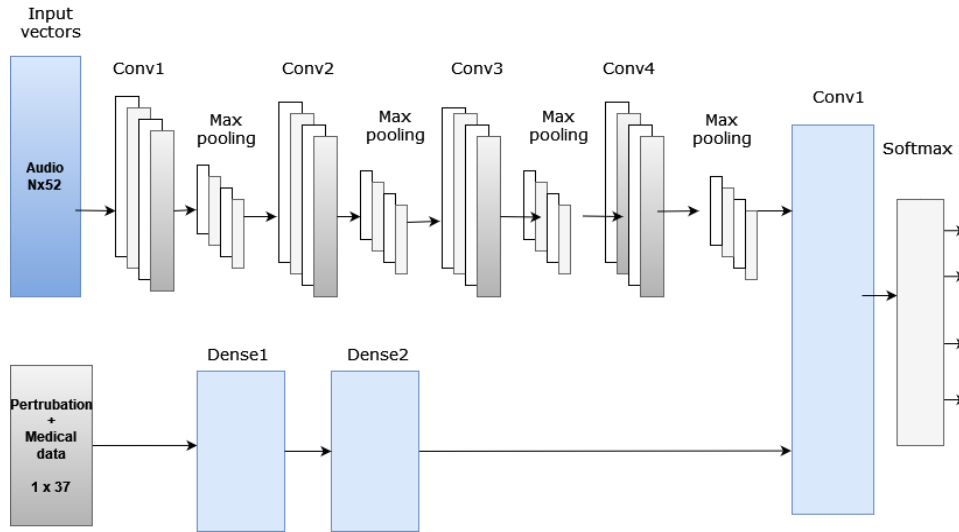 Input
vectors
Conv1
Conv2
Conv3
Conv4
Max
pooling
Max
pooling
Max
pooling
Max
pooling
Conv1
Softmax
Audio
Nx52
Dense1
Dense2
Pertrubation
+
Medical
data
1 x 37